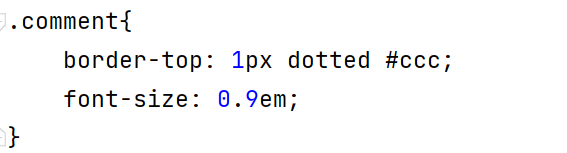 .comment{
    border-top: 1px dotted #ccc;
    font-size: 0.9em;
}